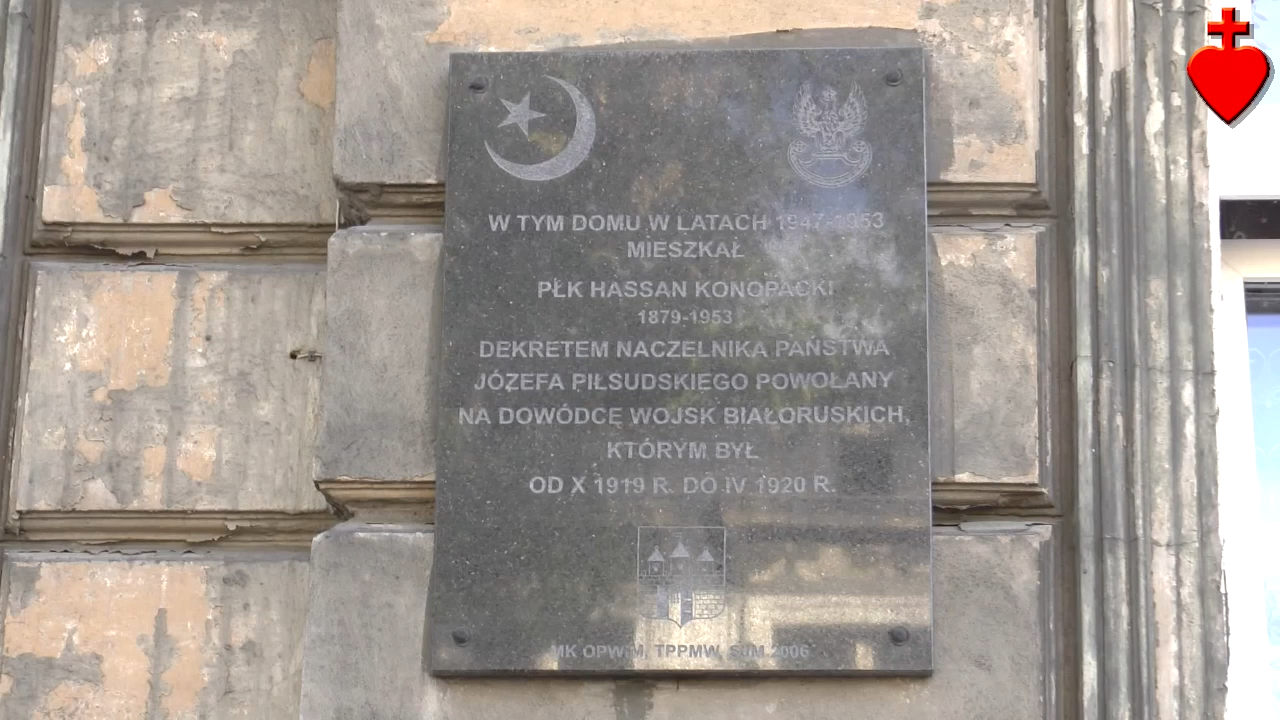 W TYM DOMU W LATACH 1947-1953
MIESZKAŁ
PŁK HASSAN KONOPACKI
1879-1953
DEKRETEM NACZELNIKA PAŃSTWA
JÓZEFA PIŁSUDSKIEGO POWOŁANY
NA DOWÓDCĘ WOJSK BIAŁORUSKICH,
KTÓRYM BYŁ
OD X 1919 R. DO IV 1920 R.
MK OPWIM, TPPMW, SIM 2006